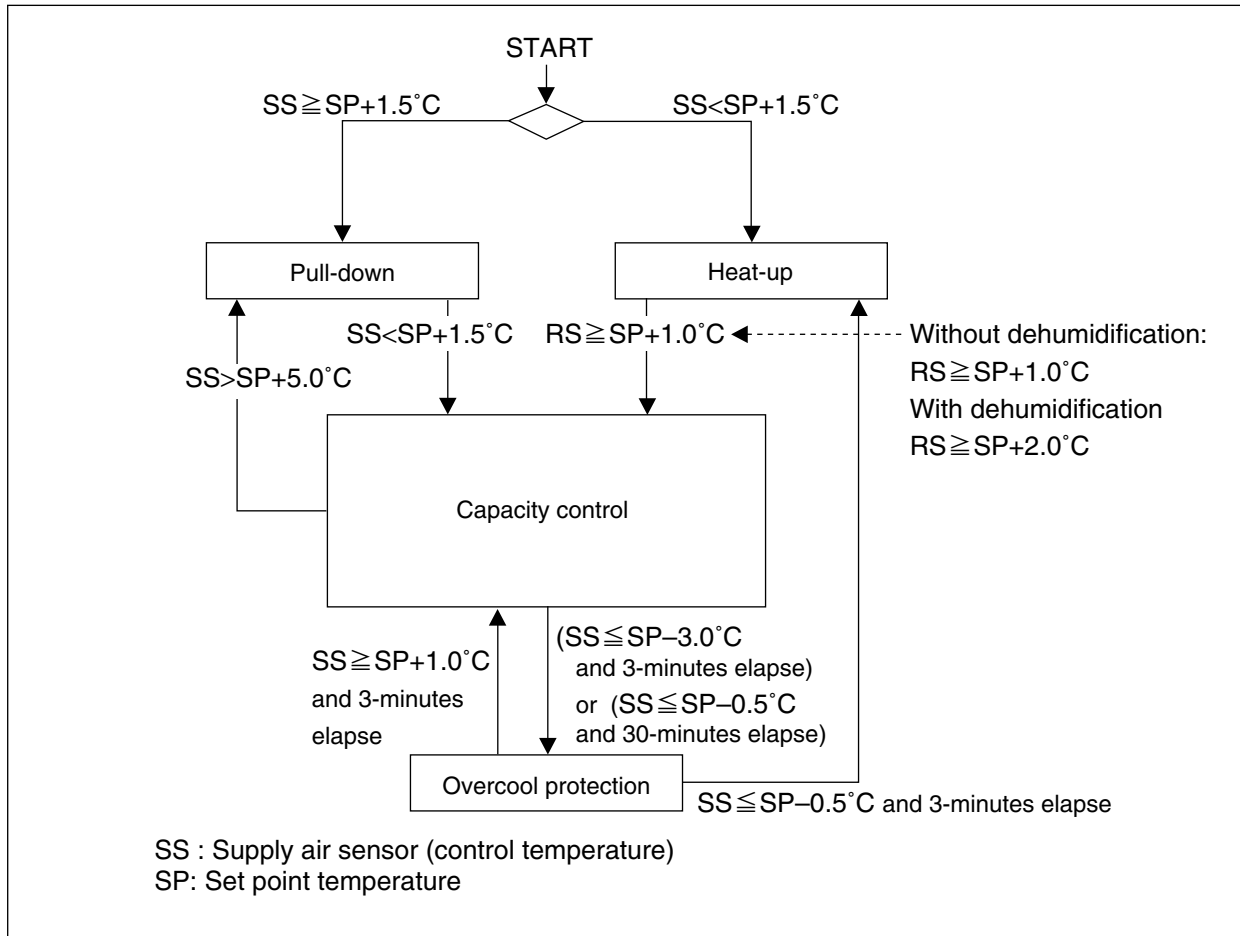 START
SS≧SP+1.5˚C
SS<SP+1.5˚C
Pull-down
Heat-up
SS<SP+1.5˚C
RS≧SP+1.0˚C
Without dehumidification:
RS≧SP+1.0˚C
With dehumidification
RS≧SP+2.0˚C
SS>SP+5.0˚C
Capacity control
SS≧SP+1.0˚C
and 3-minutes
elapse
(SS≦SP–3.0˚C
and 3-minutes elapse)
or (SS≦SP–0.5˚C
and 30-minutes elapse)
Overcool protection
SS≦SP–0.5˚C and 3-minutes elapse
SS : Supply air sensor (control temperature)
SP: Set point temperature